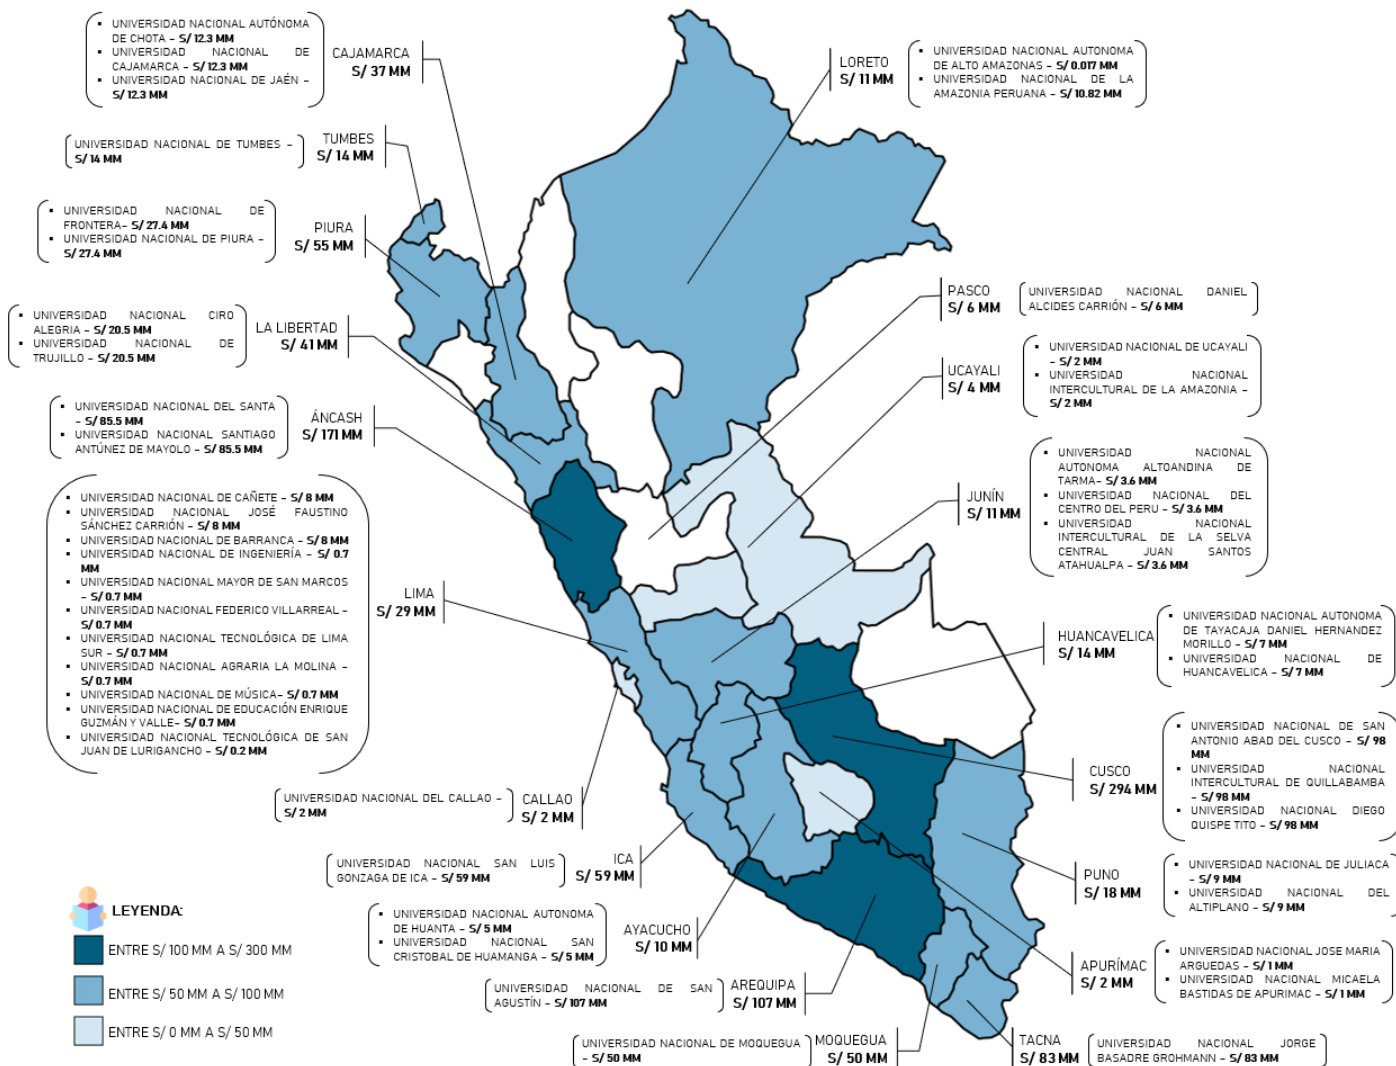 ▪ UNIVERSIDAD NACIONAL AUTÓNOMA
DE CHOTA – S/ 12.3 MM
▪ UNIVERSIDAD NACIONAL DE
CAJAMARCA – S/ 12.3 MM
▪ UNIVERSIDAD NACIONAL DE JAÉN –
S/ 12.3 MM
CAJAMARCA
S/ 37 MM
LORETO
S/ 11 MM
▪ UNIVERSIDAD NACIONAL AUTONOMA
DE ALTO AMAZONAS – S/ 0.017 MM
▪ UNIVERSIDAD NACIONAL DE LA
AMAZONIA PERUANA – S/ 10.82 MM
UNIVERSIDAD NACIONAL DE TUMBES –
S/ 14 MM
TUMBES
S/ 14 MM
▪ UNIVERSIDAD NACIONAL DE
FRONTERA– S/ 27.4 MM
▪ UNIVERSIDAD NACIONAL DE PIURA –
S/ 27.4 MM
PIURA
S/ 55 MM
PASCO
S/ 6 MM
UNIVERSIDAD NACIONAL DANIEL
ALCIDES CARRIÓN – S/ 6 MM
▪ UNIVERSIDAD NACIONAL CIRO
ALEGRIA – S/ 20.5 MM
▪ UNIVERSIDAD NACIONAL DE
TRUJILLO – S/ 20.5 MM
LA LIBERTAD
S/ 41 MM
UCAYALI
S/ 4 MM
▪ UNIVERSIDAD NACIONAL DE UCAYALI
– S/ 2 MM
▪ UNIVERSIDAD NACIONAL
INTERCULTURAL DE LA AMAZONIA –
S/ 2 MM
▪ UNIVERSIDAD NACIONAL DEL SANTA
– S/ 85.5 MM
▪ UNIVERSIDAD NACIONAL SANTIAGO
ANTÚNEZ DE MAYOLO – S/ 85.5 MM
ÁNCASH
S/ 171 MM
JUNÍN
S/ 11 MM
▪ UNIVERSIDAD NACIONAL
AUTONOMA ALTOANDINA DE
TARMA– S/ 3.6 MM
▪ UNIVERSIDAD NACIONAL DEL
CENTRO DEL PERU – S/ 3.6 MM
▪ UNIVERSIDAD NACIONAL
INTERCULTURAL DE LA SELVA
CENTRAL JUAN SANTOS
ATAHUALPA – S/ 3.6 MM
▪ UNIVERSIDAD NACIONAL DE CAÑETE – S/ 8 MM
▪ UNIVERSIDAD NACIONAL JOSÉ FAUSTINO
SÁNCHEZ CARRIÓN – S/ 8 MM
▪ UNIVERSIDAD NACIONAL DE BARRANCA – S/ 8 MM
▪ UNIVERSIDAD NACIONAL DE INGENIERÍA – S/ 0.7
MM
▪ UNIVERSIDAD NACIONAL MAYOR DE SAN MARCOS
– S/ 0.7 MM
▪ UNIVERSIDAD NACIONAL FEDERICO VILLARREAL –
S/ 0.7 MM
▪ UNIVERSIDAD NACIONAL TECNOLÓGICA DE LIMA
SUR – S/ 0.7 MM
▪ UNIVERSIDAD NACIONAL AGRARIA LA MOLINA –
S/ 0.7 MM
▪ UNIVERSIDAD NACIONAL DE MÚSICA– S/ 0.7 MM
▪ UNIVERSIDAD NACIONAL DE EDUCACIÓN ENRIQUE
GUZMÁN Y VALLE– S/ 0.7 MM
▪ UNIVERSIDAD NACIONAL TECNOLÓGICA DE SAN
JUAN DE LURIGANCHO – S/ 0.2 MM
LIMA
S/ 29 MM
HUANCAVELICA
S/ 14 MM
▪ UNIVERSIDAD NACIONAL AUTONOMA
DE TAYACAJA DANIEL HERNANDEZ
MORILLO – S/ 7 MM
▪ UNIVERSIDAD NACIONAL DE
HUANCAVELICA – S/ 7 MM
CUSCO
S/ 294 MM
▪ UNIVERSIDAD NACIONAL DE SAN
ANTONIO ABAD DEL CUSCO – S/ 98
MM
▪ UNIVERSIDAD NACIONAL
INTERCULTURAL DE QUILLABAMBA
– S/ 98 MM
▪ UNIVERSIDAD NACIONAL DIEGO
QUISPE TITO – S/ 98 MM
UNIVERSIDAD NACIONAL DEL CALLAO –
S/ 2 MM
CALLAO
S/ 2 MM
UNIVERSIDAD NACIONAL SAN LUIS
GONZAGA DE ICA – S/ 59 MM
ICA
S/ 59 MM
PUNO
S/ 18 MM
▪ UNIVERSIDAD NACIONAL DE JULIACA
– S/ 9 MM
▪ UNIVERSIDAD NACIONAL DEL
ALTIPLANO – S/ 9 MM
▪ UNIVERSIDAD NACIONAL AUTONOMA
DE HUANTA – S/ 5 MM
▪ UNIVERSIDAD NACIONAL SAN
CRISTOBAL DE HUAMANGA – S/ 5 MM
AYACUCHO
S/ 10 MM
APURÍMAC
S/ 2 MM
▪ UNIVERSIDAD NACIONAL JOSE MARIA
ARGUEDAS – S/ 1 MM
▪ UNIVERSIDAD NACIONAL MICAELA
BASTIDAS DE APURIMAC – S/ 1 MM
UNIVERSIDAD NACIONAL DE SAN
AGUSTÍN – S/ 107 MM
AREQUIPA
S/ 107 MM
UNIVERSIDAD NACIONAL DE MOQUEGUA
– S/ 50 MM
MOQUEGUA
S/ 50 MM
TACNA
S/ 83 MM
UNIVERSIDAD NACIONAL JORGE
BASADRE GROHMANN – S/ 83 MM
LEYENDA:
ENTRE S/ 100 MM A S/ 300 MM
ENTRE S/ 50 MM A S/ 100 MM
ENTRE S/ 0 MM A S/ 50 MM